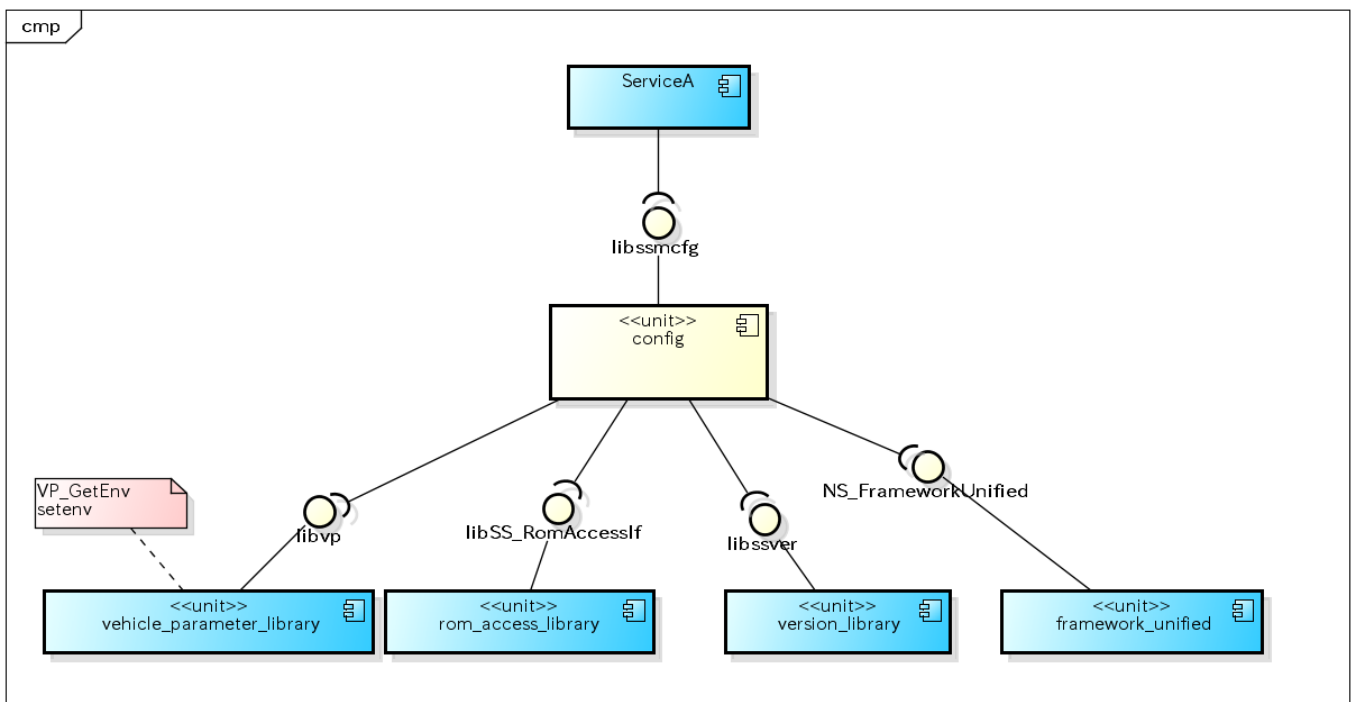 cmp
ServiceA
libssmcfg
<<unit>>
config
VP_GetEnv
setenv
NS_FrameworkUnified
libvp
libSS_RomAccessIf
libssver
<<unit>>
vehicle_parameter_library
<<unit>>
rom_access_library
<<unit>>
version_library
<<unit>>
framework_unified